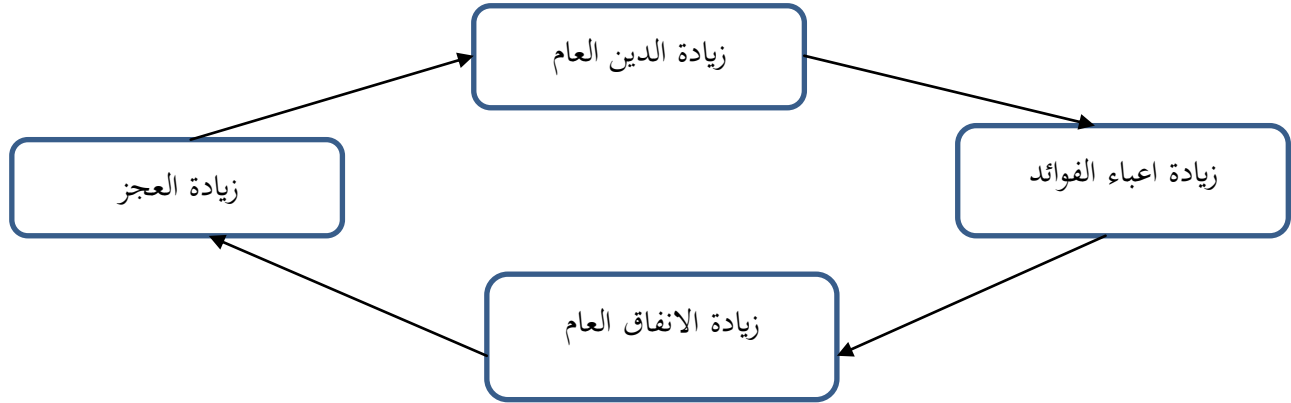 زيادة الدين العام
زيادة اعباء الفوائد
زيادة العجز
زيادة الانفاق العام